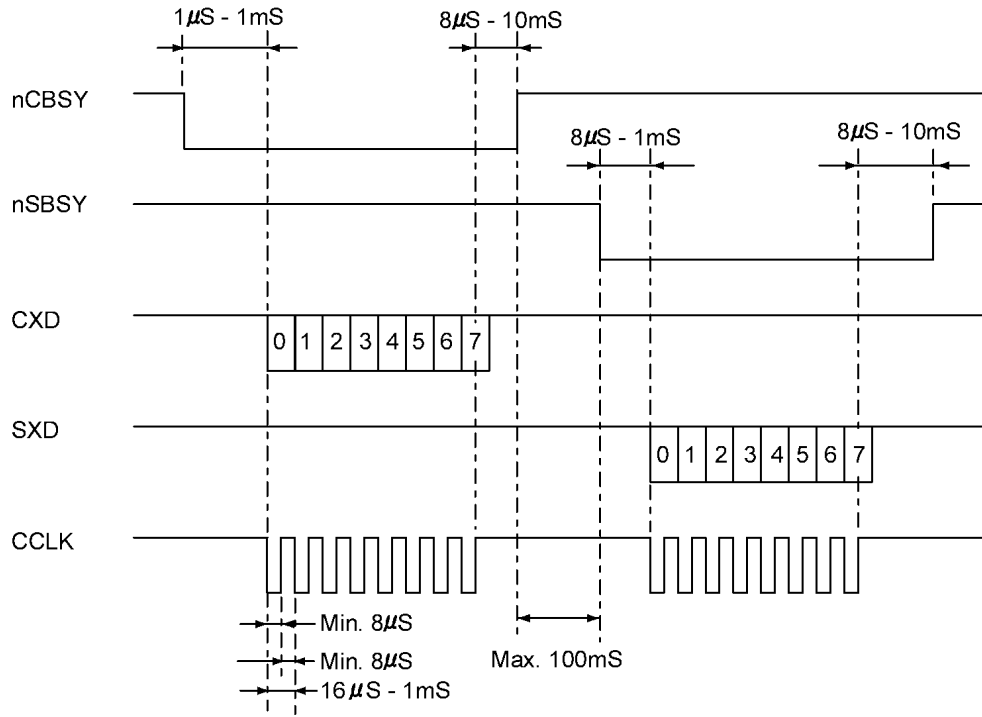 1µS - 1mS
8µS - 10mS
nCBSY
8µS - 1mS
8µS - 10mS
nSBSY
CXD
0 1 2 3 4 5 6 7
SXD
0 1 2 3 4 5 6 7
CCLK
Min. 8µS
Min. 8µS
Max. 100mS
16µS - 1mS